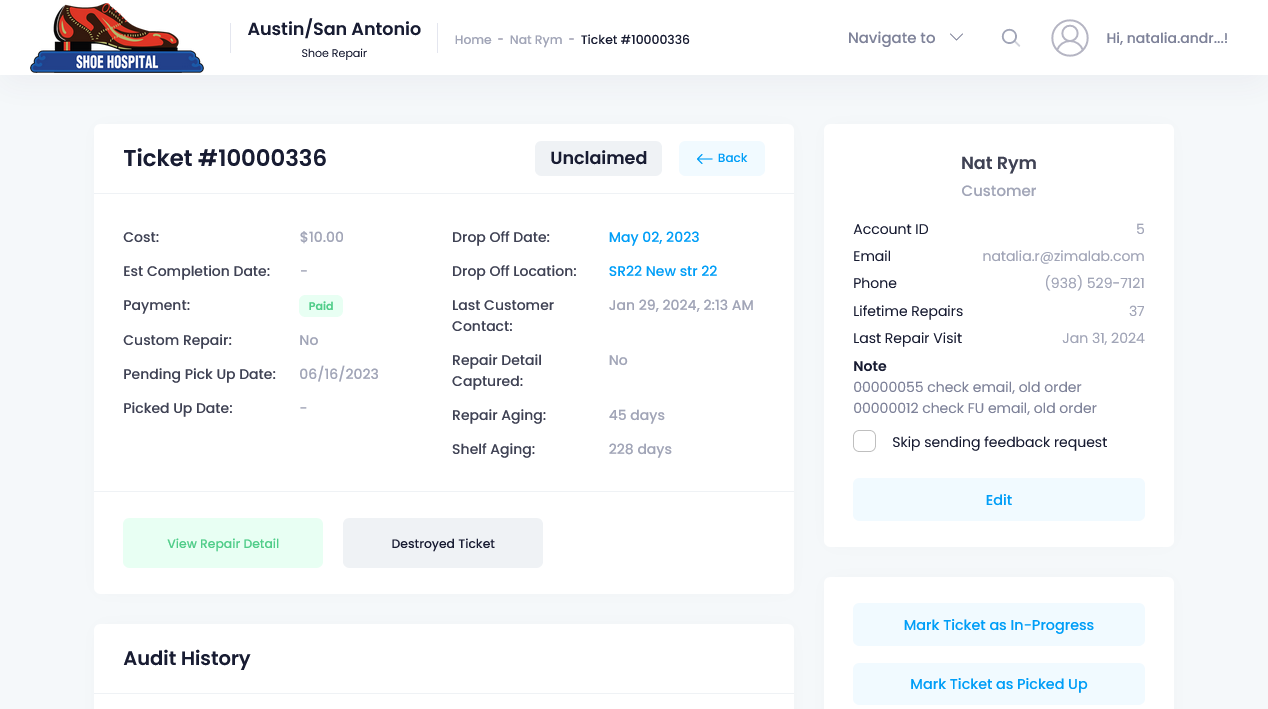 SHOE HOSPITAL
Austin/San Antonio
Shoe Repair
Home - Nat Rym - Ticket #10000336
Navigate to
Hi, natalia.andr...!
Ticket #10000336
Unclaimed
Back
Cost: $10.00
Est Completion Date: -
Payment: Paid
Custom Repair: No
Pending Pick Up Date: 06/16/2023
Picked Up Date: -
Drop Off Date: May 02, 2023
Drop Off Location: SR22 New str 22
Last Customer Jan 29, 2024, 2:13 AM
Contact:
Repair Detail No
Captured:
Repair Aging: 45 days
Shelf Aging: 228 days
View Repair Detail
Destroyed Ticket
Audit History
Nat Rym
Customer
Account ID 5
Email natalia.r@zimalab.com
Phone (938) 529-7121
Lifetime Repairs 37
Last Repair Visit Jan 31, 2024
Note
00000055 check email, old order
00000012 check FU email, old order
Skip sending feedback request
Edit
Mark Ticket as In-Progress
Mark Ticket as Picked Up